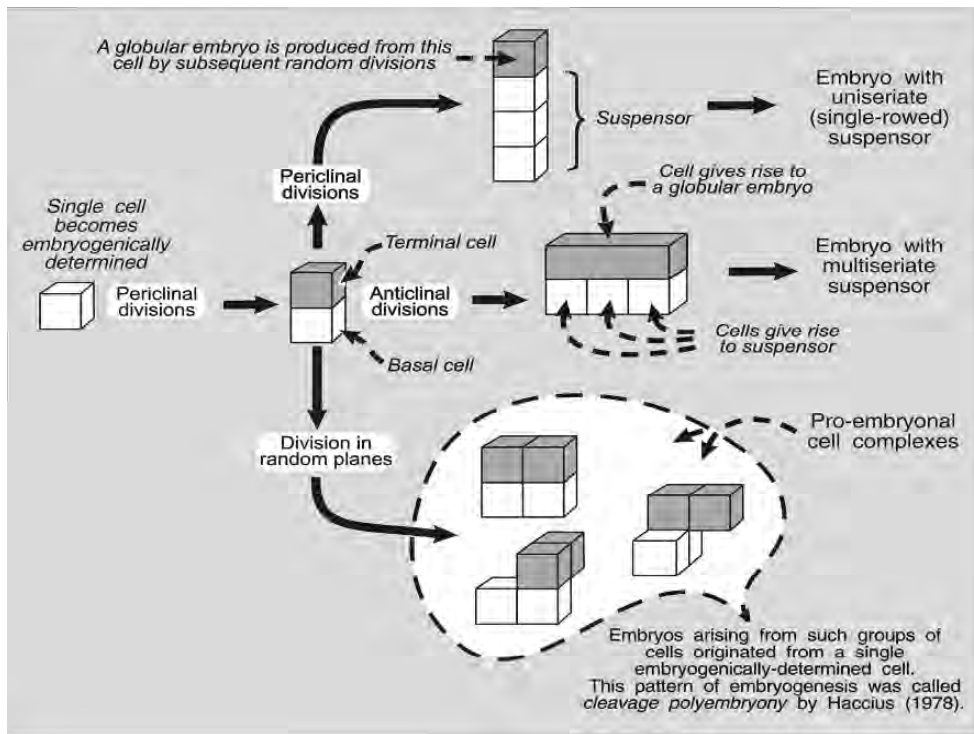 A globular embryo is produced from this
cell by subsequent random divisions
Suspensor
Embryo with
uniseriate
(single-rowed)
suspensor
Periclinal
divisions
Cell gives rise to
a globular embryo
Single cell
becomes
embryogenically
determined
Periclinal
divisions
Terminal cell
Basal cell
Anticlinal
divisions
Embryo with
multiseriate
suspensor
Cells give rise
to suspensor
Division in
random planes
Pro-embryonal
cell complexes
Embryos arising from such groups of
cells originated from a single
embryogenically-determined cell.
This pattern of embryogenesis was called
cleavage polyembryony by Haccius (1978).